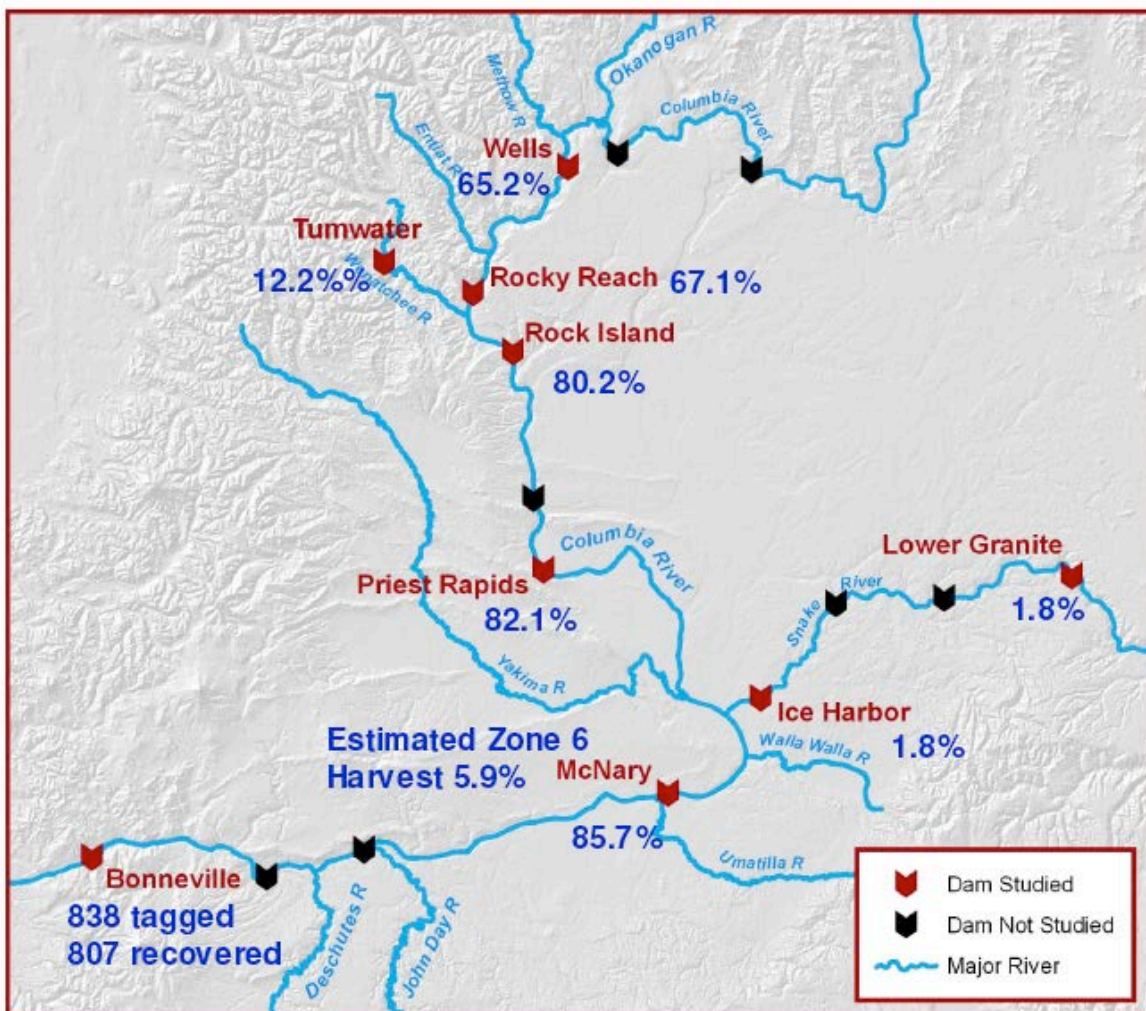 Okanogan R
Methow R
Columbia River
Entiat R
Wells
65.2%
Tumwater
12.2%%
Wenatchee R
Rocky Reach 67.1%
Rock Island
80.2%
Columbia River
Lower Granite
Priest Rapids
82.1%
Snake River
1.8%
Yakima R
Ice Harbor
1.8%
Walla Walla R
Estimated Zone 6
Harvest 5.9%
McNary
85.7%
Umatilla R
Bonneville
838 tagged
807 recovered
Deschutes R
John Day R
Dam Studied
Dam Not Studied
Major River